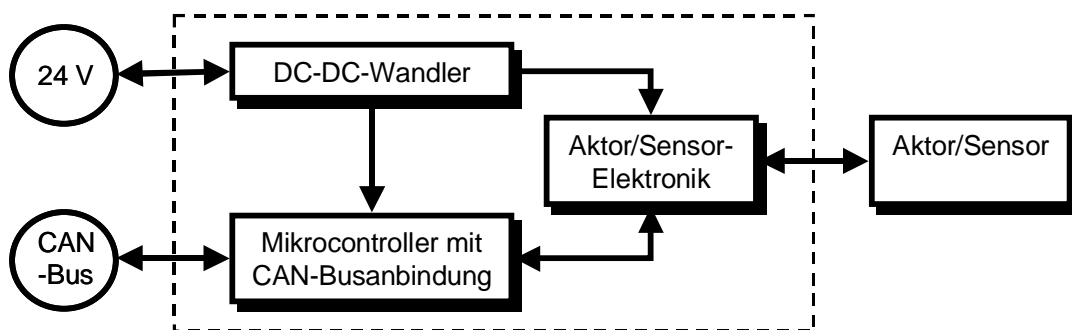 24 V
DC-DC-Wandler
Aktor/Sensor-
Elektronik
Aktor/Sensor
CAN
-Bus
Mikrocontroller mit
CAN-Busanbindung